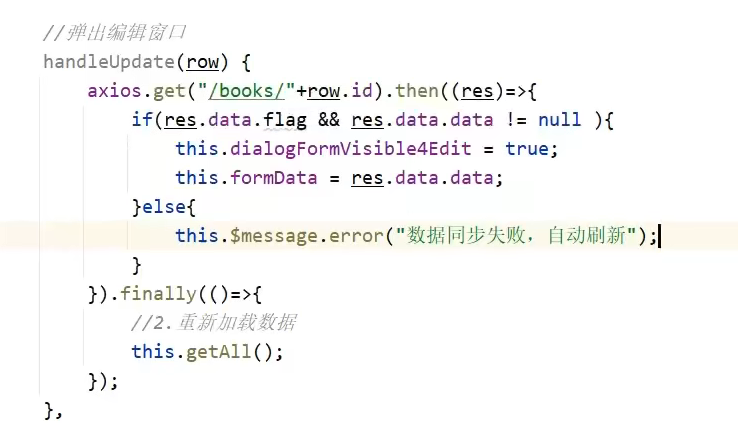 //弹出编辑窗口
handleUpdate(row) {
    axios.get("/books/"+row.id).then((res)=>{
        if(res.data.flag && res.data.data != null ){
            this.dialogFormVisible4Edit = true;
            this.formData = res.data.data;
        }else{
            this.$message.error("数据同步失败，自动刷新");
        }
    }).finally(()=>{
        //2.重新加载数据
        this.getAll();
    });
},